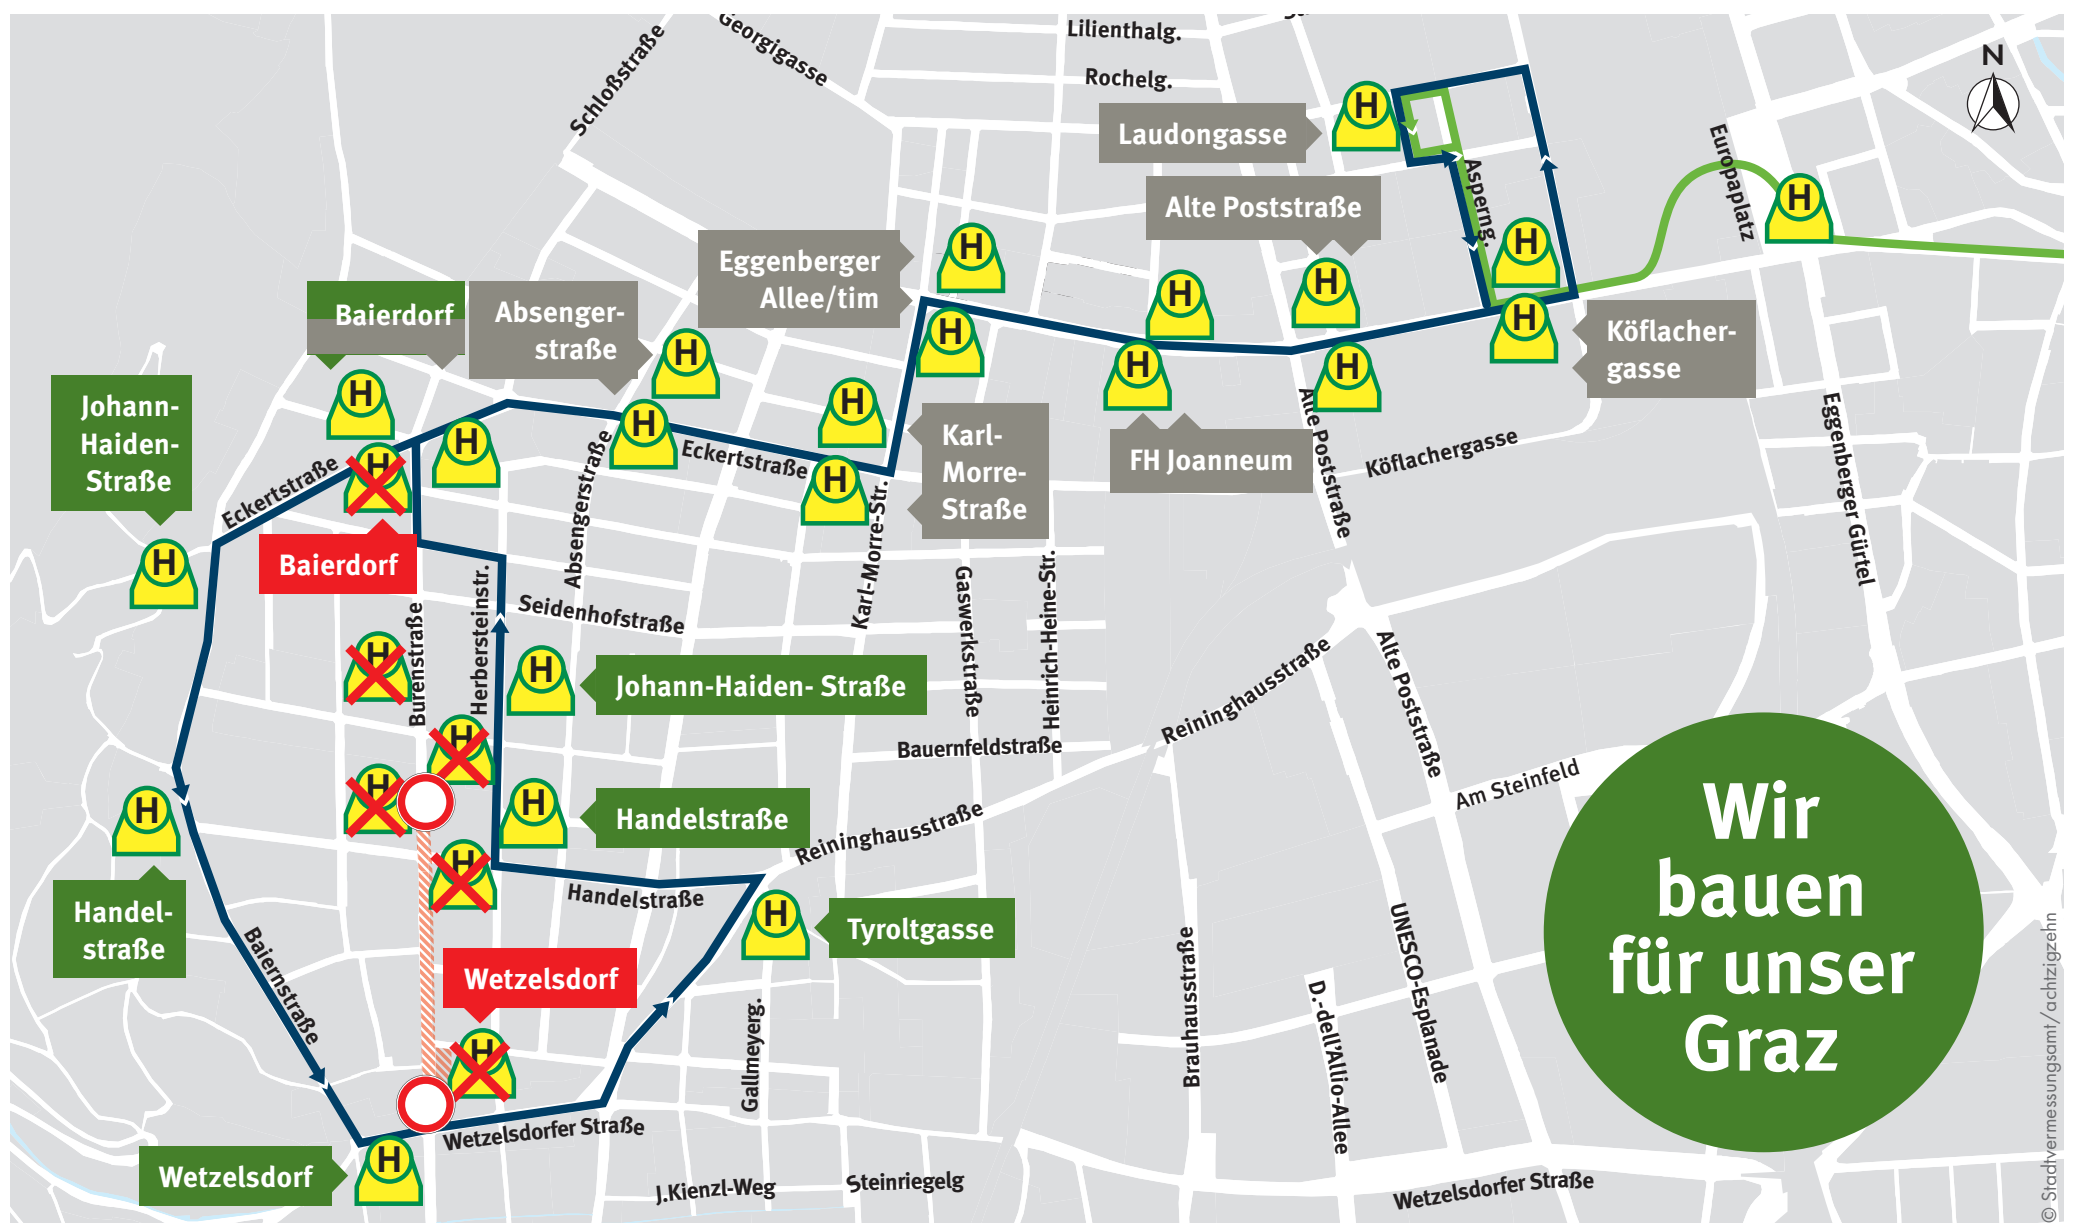 Georgigasse
Schloßstraße
Lilienthalg.
Rochelg.
N
Laudongasse
H
Asperng.
Europaplatz
H
Alte Poststraße
H
H
H
Köflacher-
gasse
Eggenberger
Allee/tim
H
H
H
H
FH Joanneum
H
Baierdorf
H
H
Absenger-
straße
H
H
Eckertstraße
H
H
Karl-
Morre-
Straße
Johann-
Haiden-
Straße
H
Eckertstraße
H
Baierdorf
Absengerstraße
Karl-Morre-Str.
Karl-Morre-Str.
Alte Poststraße
Köflachergasse
Eggenberger Gürtel
Seidenhofstraße
Herbersteinstr.
Burenstraße
H
H
H
H
H
Johann-Haiden- Straße
H
Handelstraße
Gaswerkstraße
Heinrich-Heine-Str.
Bauernfeldstraße
Reininghausstraße
Reininghausstraße
Alte Poststraße
Am Steinfeld
H
Handel-
straße
Handelstraße
H
Tyroltgasse
Baiernstraße
Wetzelsdorf
H
Gallmeyerg.
Brauhausstraße
UNESCO-Esplanade
D.-dell'Allio-Allee
Wetzelsdorfer Straße
Wetzelsdorf
H
J.Kienzl-Weg
Steinriegelg
Wetzelsdorfer Straße
Wir
bauen
für unser
Graz
© Stadtvermessungsamt/achtzigzehn